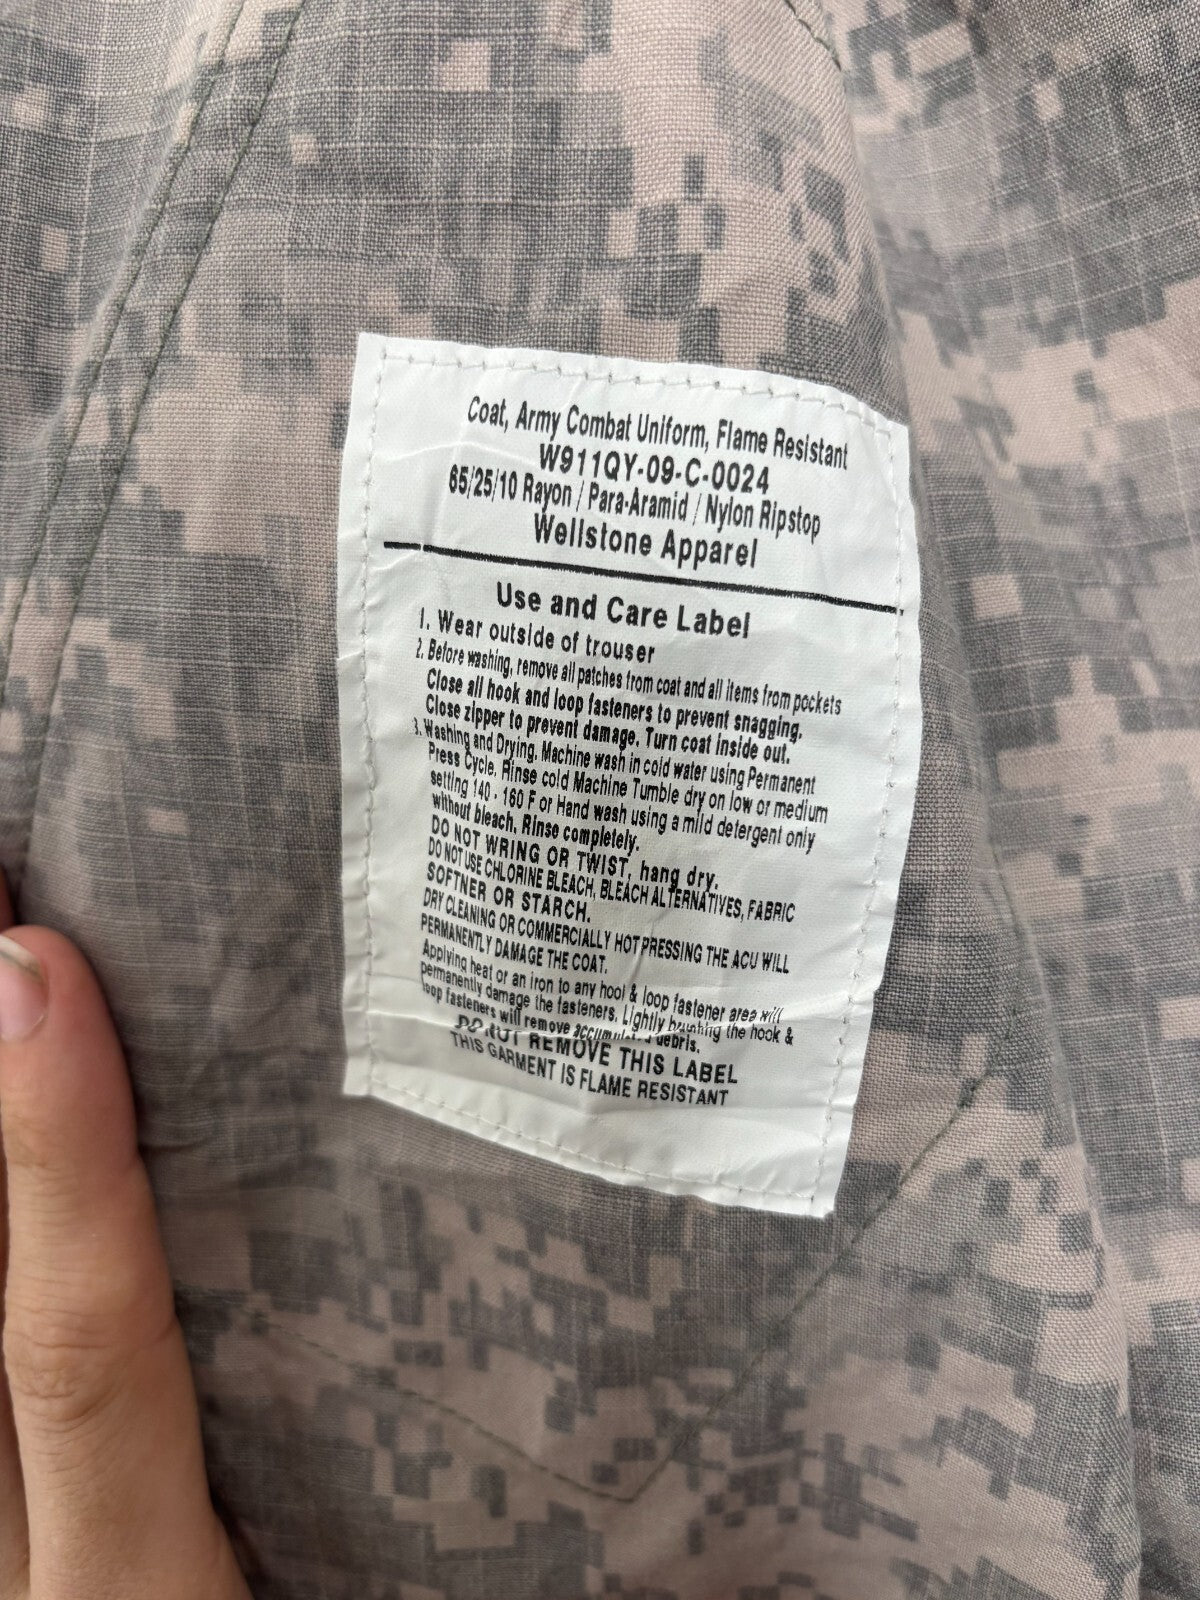 Coat, Army Combat Uniform, Flame Resistant
W911QY-09-C-0024
65/25/10 Rayon / Para-Aramid / Nylon Ripstop
Wellstone Apparel
Use and Care Label
1. Wear outside of trouser
2. Before washing, remove all patches from coat and all items from pockets
Close all hook and loop fasteners to prevent snagging.
Close zipper to prevent damage. Turn coat inside out.
3. Washing and Drying. Machine wash in cold water using Permanent
Press Cycle. Rinse cold Machine Tumble dry on low or medium
setting 140 - 160 F or Hand wash using a mild detergent only
without bleach. Rinse completely.
DO NOT WRING OR TWIST, hang dry.
DO NOT USE CHLORINE BLEACH, BLEACH ALTERNATIVES, FABRIC
SOFTNER OR STARCH.
DRY CLEANING OR COMMERCIALLY HOT PRESSING THE ACU WILL
PERMANENTLY DAMAGE THE COAT.
Applying heat or an iron to any hool & loop fastener area will
permanently damage the fasteners. Lightly brushing the hook &
loop fasteners will remove accumulated debris.
DO NOT REMOVE THIS LABEL
THIS GARMENT IS FLAME RESISTANT